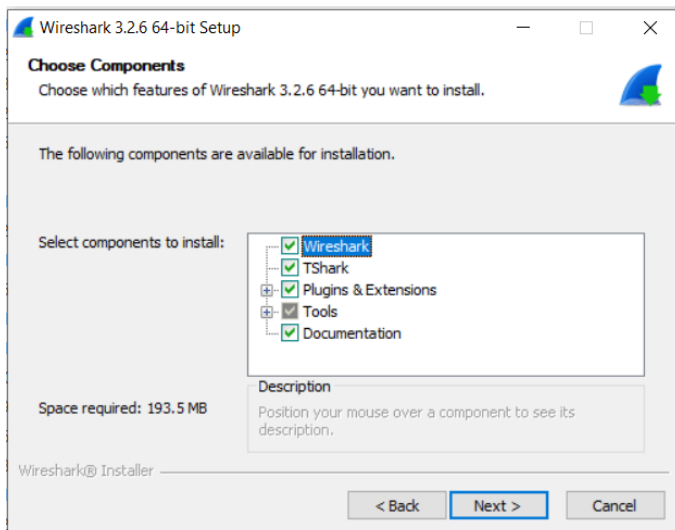 Wireshark 3.2.6 64-bit Setup
Choose Components
Choose which features of Wireshark 3.2.6 64-bit you want to install.
The following components are available for installation.
Select components to install:
Wireshark
TShark
Plugins & Extensions
Tools
Documentation
Space required: 193.5 MB
Description
Position your mouse over a component to see its
description.
Wireshark® Installer
< Back
Next >
Cancel